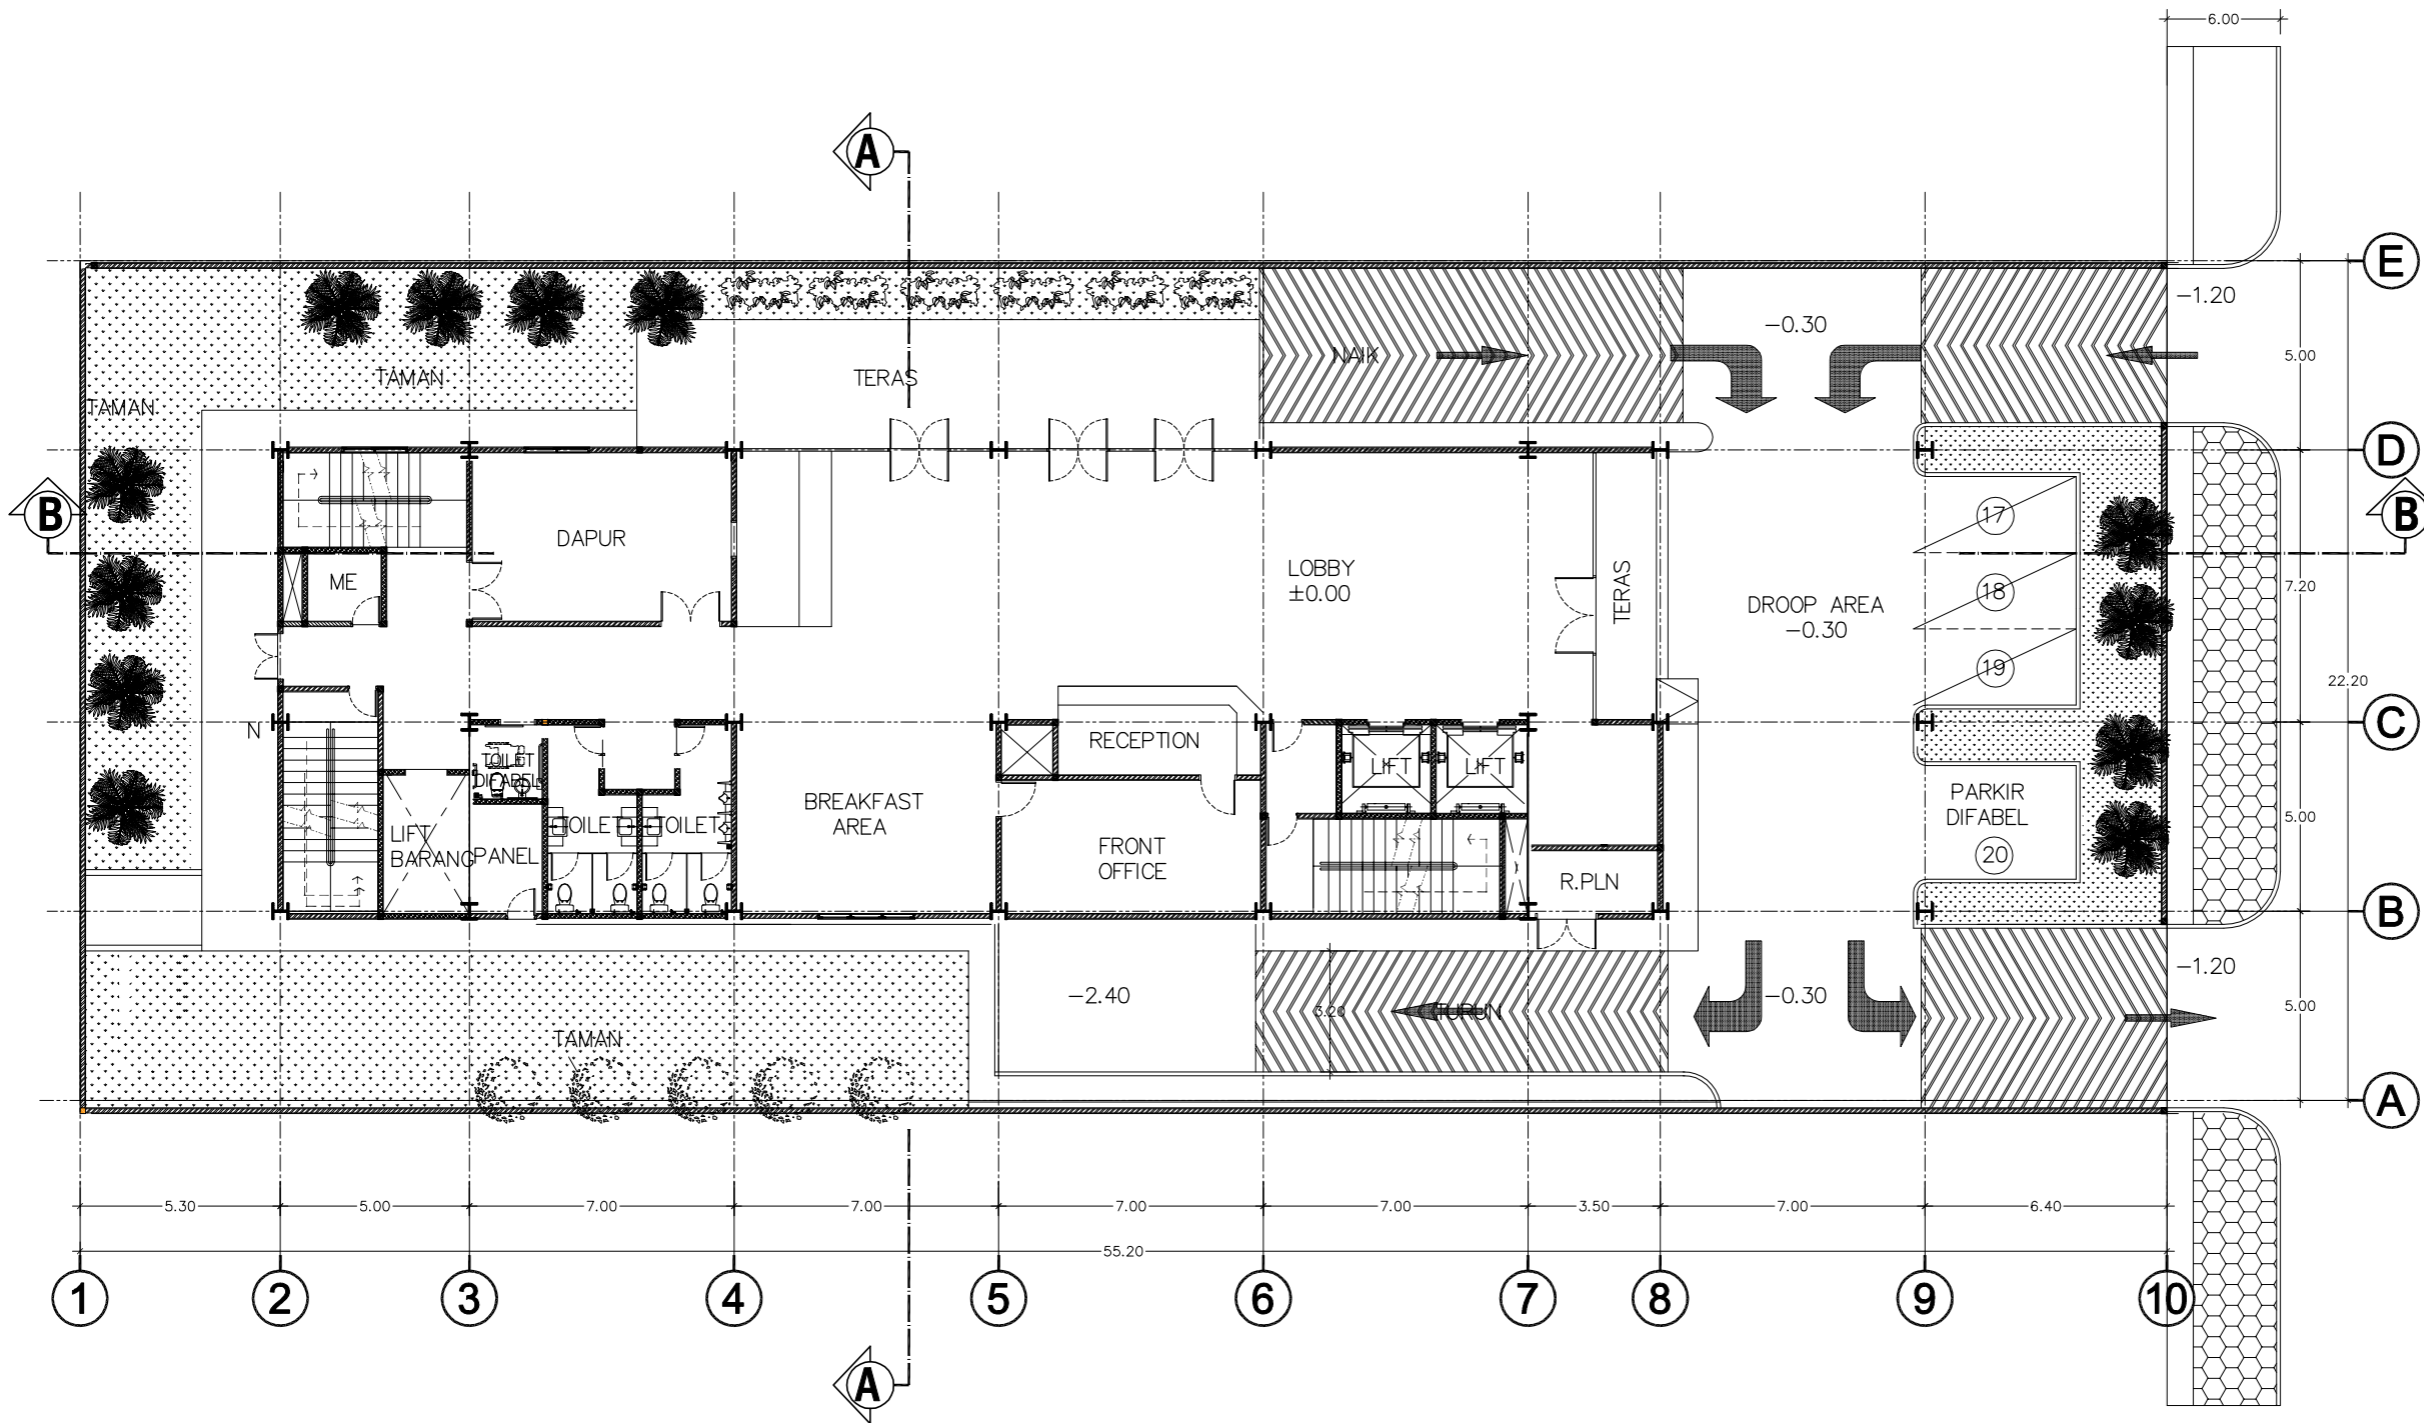 6.00
A
E
-1.20
-0.30
NAIK
5.00
TAMAN
TERAS
TAMAN
D
B
17
B
DAPUR
LOBBY
±0.00
ME
18
7.20
TERAS
DROOP AREA
-0.30
19
22.20
N
C
RECEPTION
TOILET
DIFABEL
LIFT
LIFT
BREAKFAST
AREA
PARKIR
DIFABEL
20
5.00
TOILET
TOILET
LIFT
BARANG
PANEL
FRONT
OFFICE
R.PLN
B
-1.20
-2.40
-0.30
3.20
TURUN
5.00
TAMAN
A
5.30
5.00
7.00
7.00
7.00
7.00
3.50
7.00
6.40
55.20
1
2
3
4
5
6
7
8
9
10
A